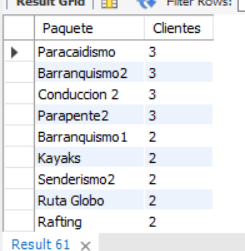 Result Grid Filter Rows:
Paquete Clientes
Paracaidismo 3
Barranquismo2 3
Conduccion 2 3
Parapente2 3
Barranquismo1 2
Kayaks 2
Senderismo2 2
Ruta Globo 2
Rafting 2
Result 61 ×